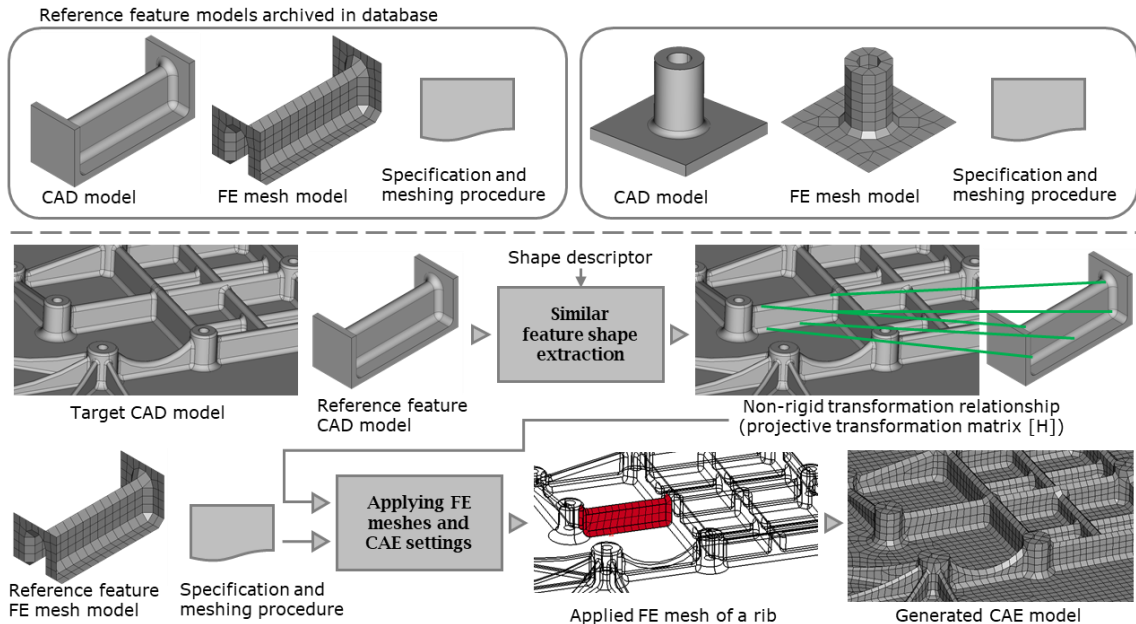 Reference feature models archived in database
CAD model
FE mesh model
Specification and
meshing procedure
CAD model
FE mesh model
Specification and
meshing procedure
Target CAD model
Reference feature
CAD model
Shape descriptor
Similar
feature shape
extraction
Non-rigid transformation relationship
(projective transformation matrix [H])
Reference feature
FE mesh model
Specification and
meshing procedure
Applying FE
meshes and
CAE settings
Applied FE mesh of a rib
Generated CAE model